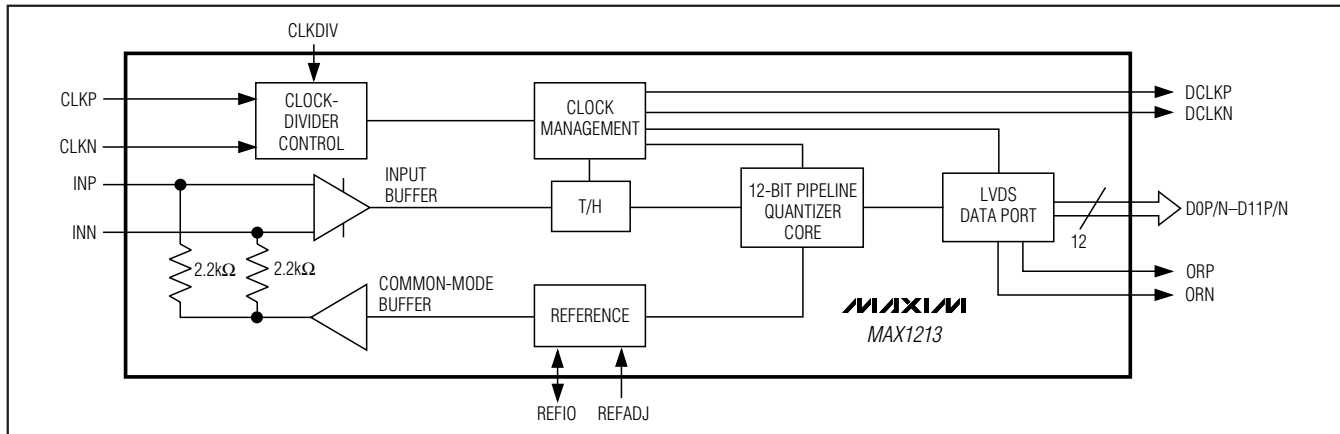 CLKDIV
CLKP
CLKN
CLOCK-
DIVIDER
CONTROL
CLOCK
MANAGEMENT
DCLKP
DCLKN
INP
INN
INPUT
BUFFER
T/H
12-BIT PIPELINE
QUANTIZER
CORE
LVDS
DATA PORT
12
D0P/N–D11P/N
2.2kΩ
2.2kΩ
COMMON-MODE
BUFFER
REFERENCE
ORP
ORN
MAXIM
MAX1213
REFIO
REFADJ